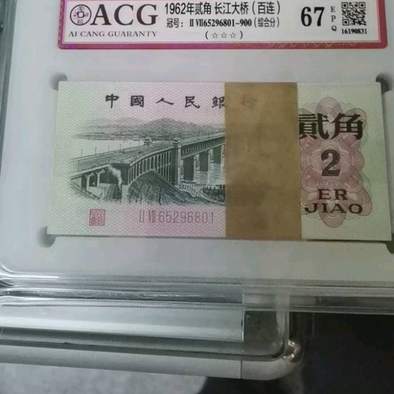 ACG
AI CANG GUARANTY
1962年贰角 长江大桥（百连）
冠号：II VII65296801-900（综合分）
（☆☆☆）
67
EPQ
16190831
中國人民銀行
貳角
2
ER
JIAO
II VII 65296801